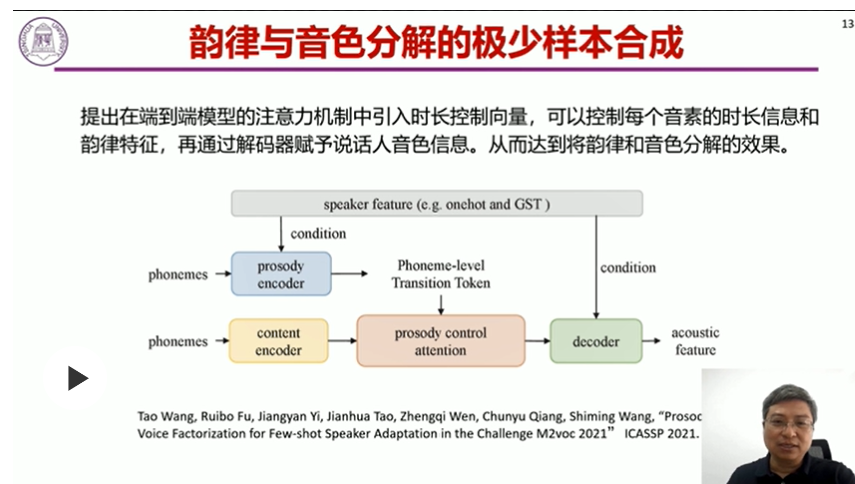 13
韵律与音色分解的极少样本合成
提出在端到端模型的注意力机制中引入时长控制向量，可以控制每个音素的时长信息和
韵律特征，再通过解码器赋予说话人音色信息。从而达到将韵律和音色分解的效果。
speaker feature (e.g. onehot and GST )
condition
phonemes
prosody
encoder
Phoneme-level
Transition Token
condition
phonemes
content
encoder
prosody control
attention
decoder
acoustic
feature
Tao Wang, Ruibo Fu, Jiangyan Yi, Jianhua Tao, Zhengqi Wen, Chunyu Qiang, Shiming Wang, “Prosod
Voice Factorization for Few-shot Speaker Adaptation in the Challenge M2voc 2021” ICASSP 2021.